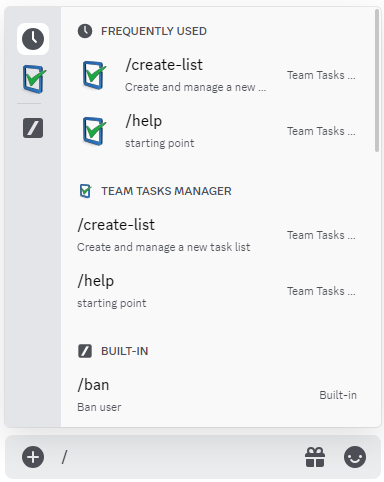 FREQUENTLY USED
/create-list
Create and manage a new ...
Team Tasks ...
/help
starting point
Team Tasks ...
TEAM TASKS MANAGER
/create-list
Create and manage a new task list
Team Tasks ...
/help
starting point
Team Tasks ...
BUILT-IN
/ban
Ban user
Built-in
/